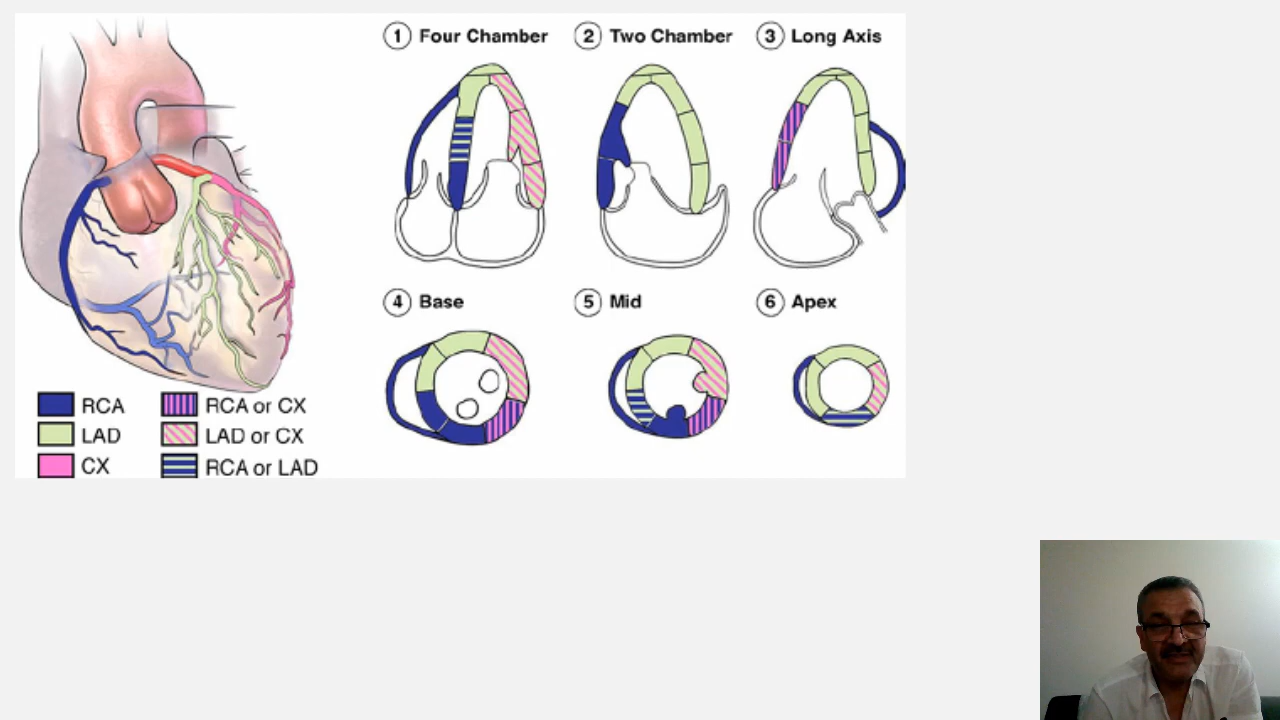 1 Four Chamber
2 Two Chamber
3 Long Axis
4 Base
5 Mid
6 Apex
RCA
RCA or CX
LAD
LAD or CX
CX
RCA or LAD